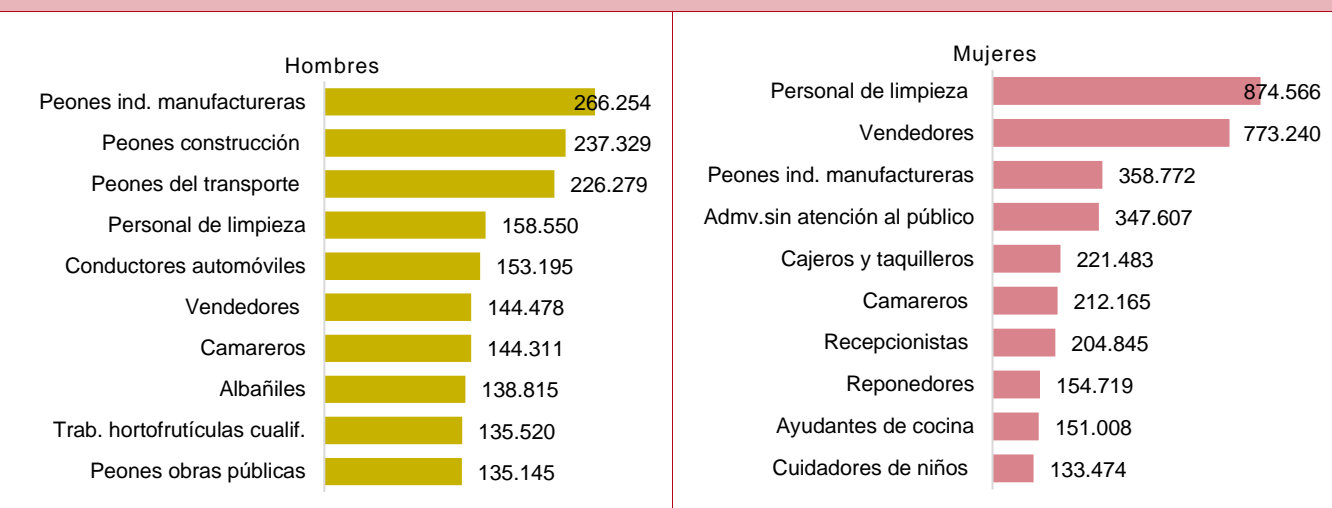 Hombres
Peones ind. manufactureras 266.254
Peones construcción 237.329
Peones del transporte 226.279
Personal de limpieza 158.550
Conductores automóviles 153.195
Vendedores 144.478
Camareros 144.311
Albañiles 138.815
Trab. hortofrutículas cualif. 135.520
Peones obras públicas 135.145
Mujeres
Personal de limpieza 874.566
Vendedores 773.240
Peones ind. manufactureras 358.772
Admv.sin atención al público 347.607
Cajeros y taquilleros 221.483
Camareros 212.165
Recepcionistas 204.845
Reponedores 154.719
Ayudantes de cocina 151.008
Cuidadores de niños 133.474